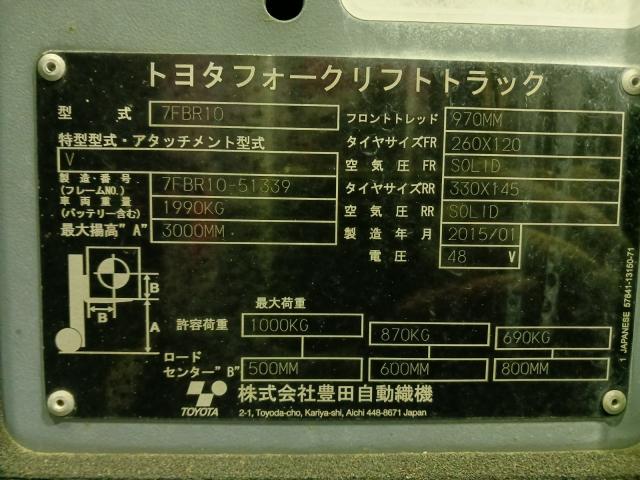 トヨタフォークリフトトラック
型 式 7FBR10
特型型式・アタッチメント型式
V
製造・番号
(フレームNO.) 7FBR10-51339
車両重量
(バッテリー含む) 1990KG
最大揚高"A" 3000MM
フロントトレッド 970MM
タイヤサイズFR 260X120
空気圧 FR SOLID
タイヤサイズRR 330X145
空気圧 RR SOLID
製造年月 2015/01
電圧 48 V
B
B
A
最大荷重
許容荷重 1000KG 870KG 690KG
ロード
センター"B" 500MM 600MM 800MM
TOYOTA
株式会社豊田自動織機
2-1, Toyoda-cho, Kariya-shi, Aichi 448-8671 Japan
1 JAPANESE 57641-13150-71